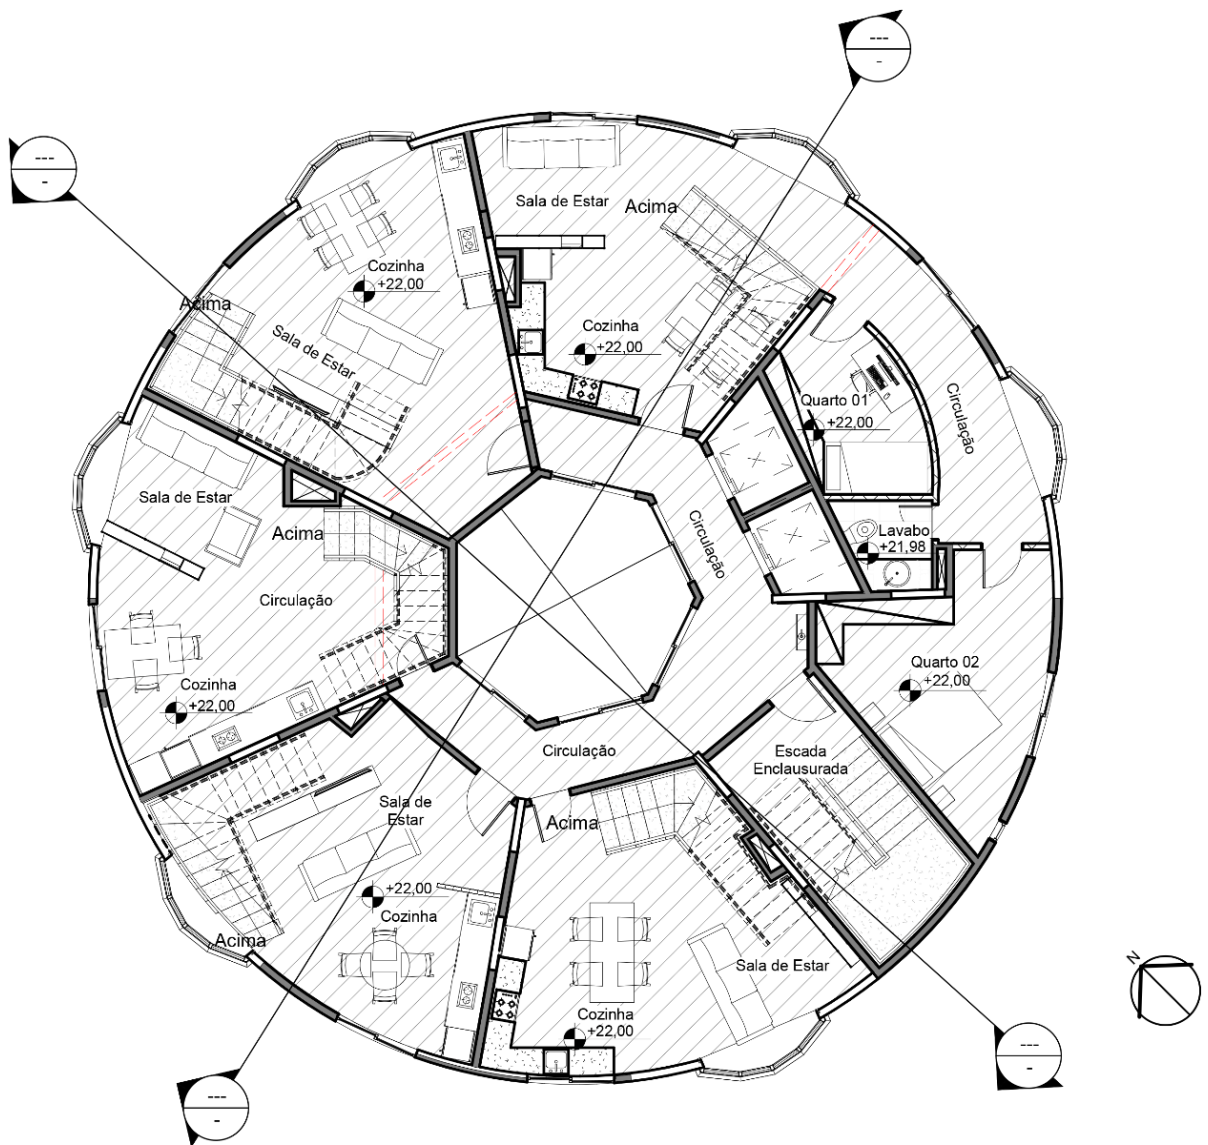 ---
-
---
-
Sala de Estar
Acima
Cozinha
+22,00
Acima
Sala de Estar
Cozinha
+22,00
Quarto 01
+22,00
Circulação
Sala de Estar
Acima
Circulação
Lavabo
+21,98
Circulação
Cozinha
+22,00
Quarto 02
+22,00
Circulação
Escada
Enclausurada
Sala de
Estar
Acima
+22,00
Cozinha
Acima
Sala de Estar
Cozinha
+22,00
N
---
-
---
-